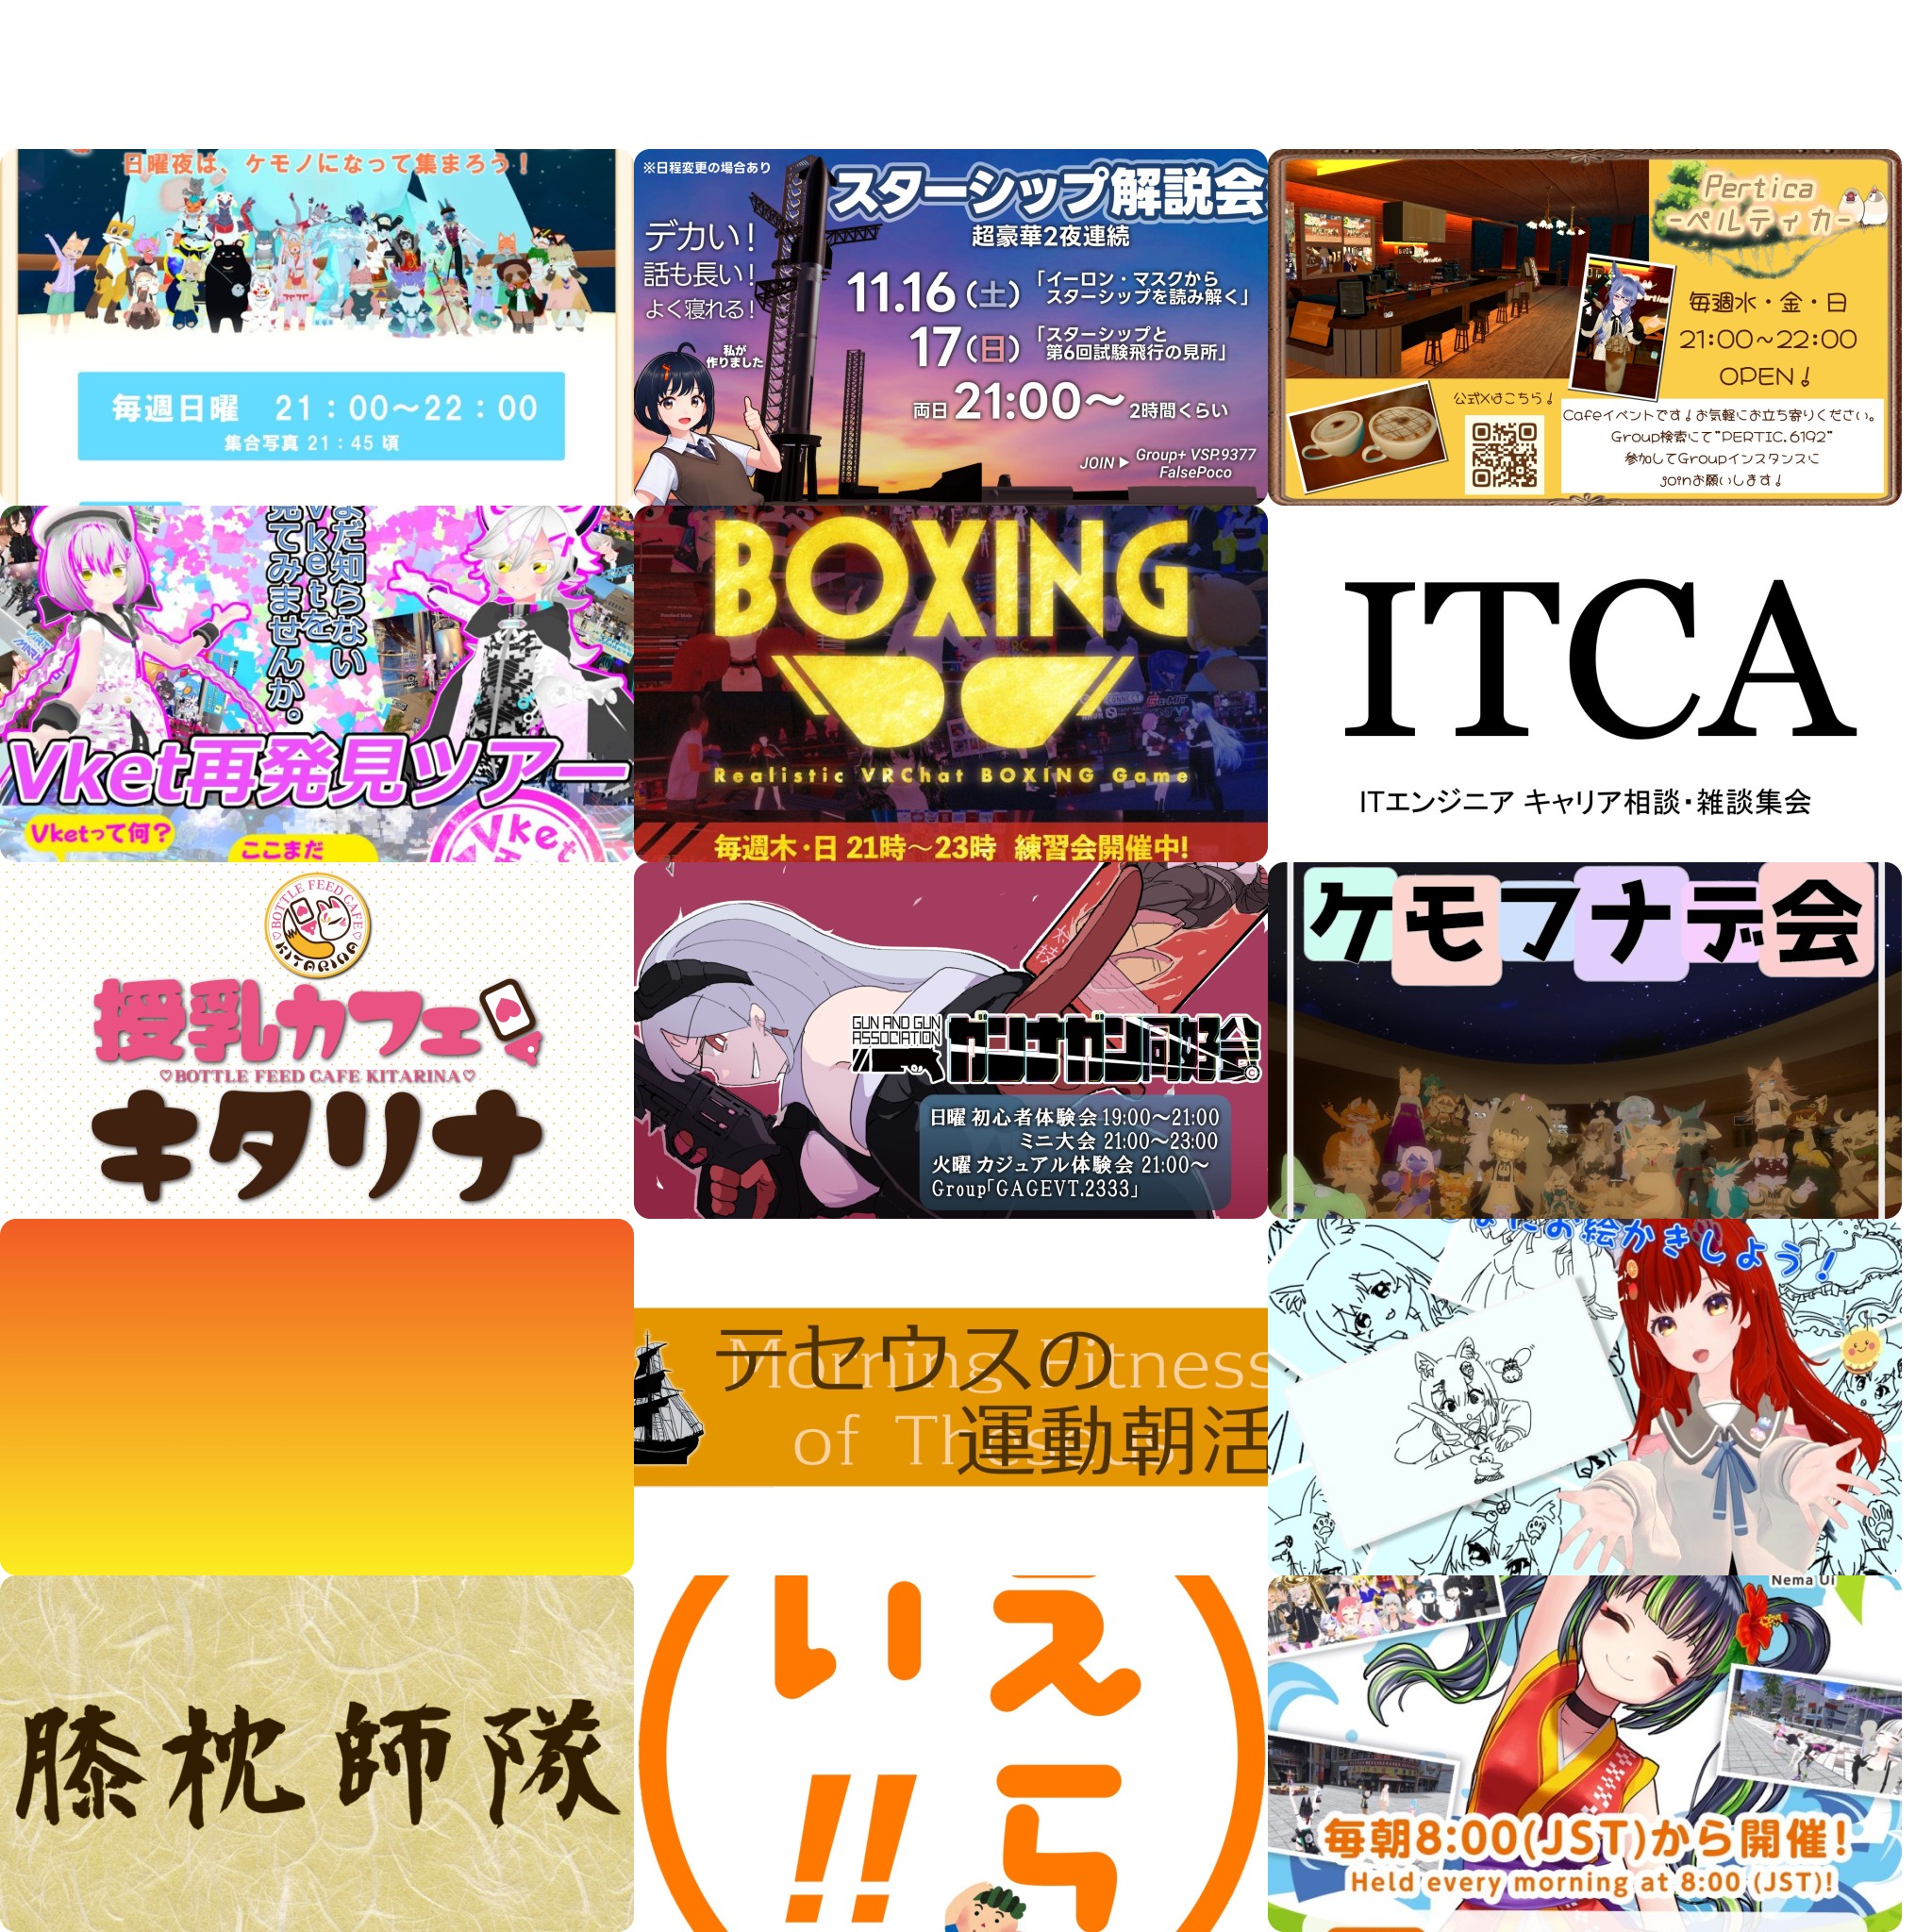 日曜夜は、ケモノになって集まろう！
毎週日曜　21：00〜22：00
集合写真 21：45 頃
※日程変更の場合あり
スターシップ解説会
超豪華2夜連続
デカい！
話も長い！
よく寝れる！
私が
作りました
11.16（土）「イーロン・マスクから
スターシップを読み解く」
17（日）「スターシップと
第6回試験飛行の見所」
両日 21:00〜2時間くらい
JOIN ▶ Group+ VSP.9377
FalsePoco
Pertica
-ペルティカ-
毎週水・金・日
21:00~22:00
OPEN！
公式Xはこちら！
Cafeイベントです！お気軽にお立ち寄りください。
Group検索にて"PERTIC.6192"
参加してGroupインスタンスに
joinお願いします！
まだ知らない
Vketを
見てみませんか。
Vket再発見ツアー
Vketって何？
ここまだ
Vket
BOXING
Realistic VRChat BOXING Game
毎週木・日 21時〜23時 練習会開催中!
ITCA
ITエンジニア キャリア相談・雑談集会
BOTTLE FEED CAFE
KITARINA
授乳カフェ
♡BOTTLE FEED CAFE KITARINA♡
キタリナ
GUN AND GUN
ASSOCIATION
ガンナガン同好会
日曜 初心者体験会 19:00〜21:00
ミニ大会 21:00〜23:00
火曜 カジュアル体験会 21:00〜
Group「GAGEVT.2333」
ケモフナデ会
テセウスの
運動朝活
Morning Fitness
of Theseus
お絵かきしよう！
膝枕師隊
えら
い!!
Nema Ui
毎朝8:00(JST)から開催!
Held every morning at 8:00 (JST)!